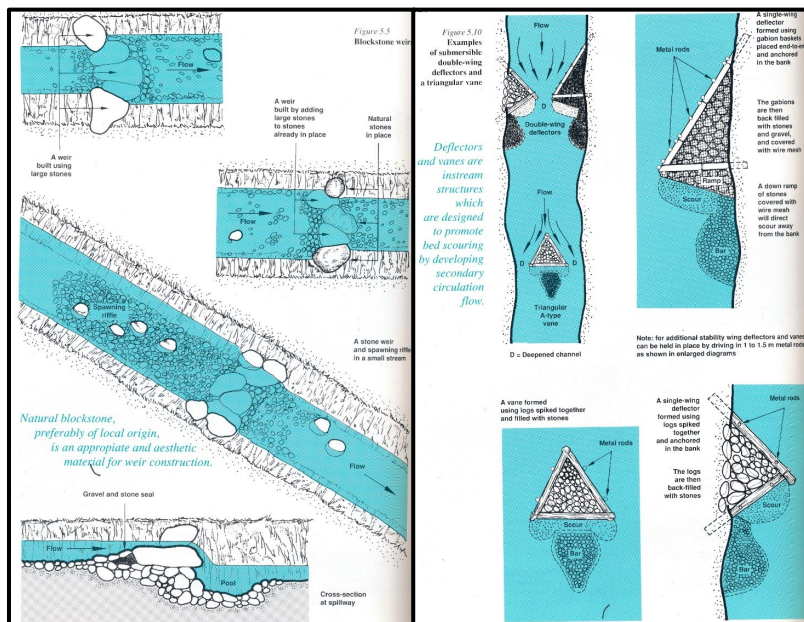 Figure 5.5
Blockstone weirs
Flow
A weir
built using
large stones
A weir
built by adding
large stones
to stones
already in place
Natural
stones
in place
Flow
Spawning
riffle
A stone weir
and spawning riffle
in a small stream
Natural blockstone,
preferably of local origin,
is an appropiate and aesthetic
material for weir construction.
Flow
Gravel and stone seal
Flow
Pool
Cross-section
at spillway
Figure 5.10
Examples
of submersible
double-wing
deflectors and
a triangular vane
Flow
D
Double-wing
deflectors
Deflectors
and vanes are
instream
structures
which
are designed
to promote
bed scouring
by developing
secondary
circulation
flow.
Flow
D
D
Triangular
A-type
vane
D = Deepened channel
Metal rods
A single-wing
deflector
formed using
gabion baskets
placed end-to-e
and anchored
in the bank
The gabions
are then
back filled
with stones
and gravel,
and covered
with wire mesh
Ramp
Scour
Bar
A down ramp
of stones
covered with
wire mesh
will direct
scour away
from the bank
Note: for additional stability wing deflectors and vanes
can be held in place by driving in 1 to 1.5 m metal rods
as shown in enlarged diagrams
A vane formed
using logs spiked together
and filled with stones
Metal rods
Scour
Bar
A single-wing
deflector
formed using
logs spiked
together
and anchored
in the bank
The logs
are then
back-filled
with stones
Metal rods
Scour
Bar